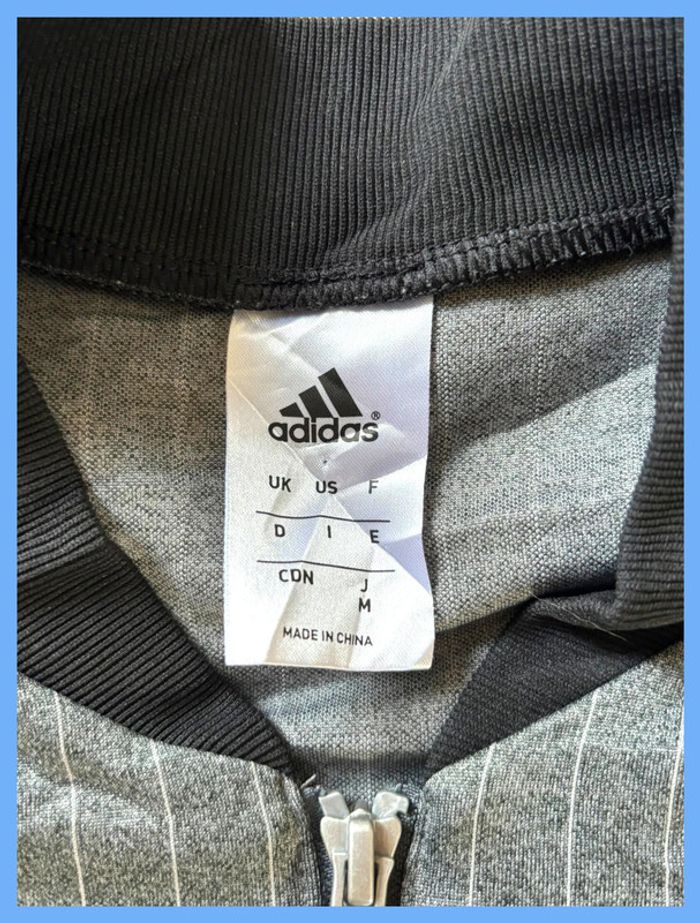 adidas®
UK US F
D I E
CDN J
M
MADE IN CHINA